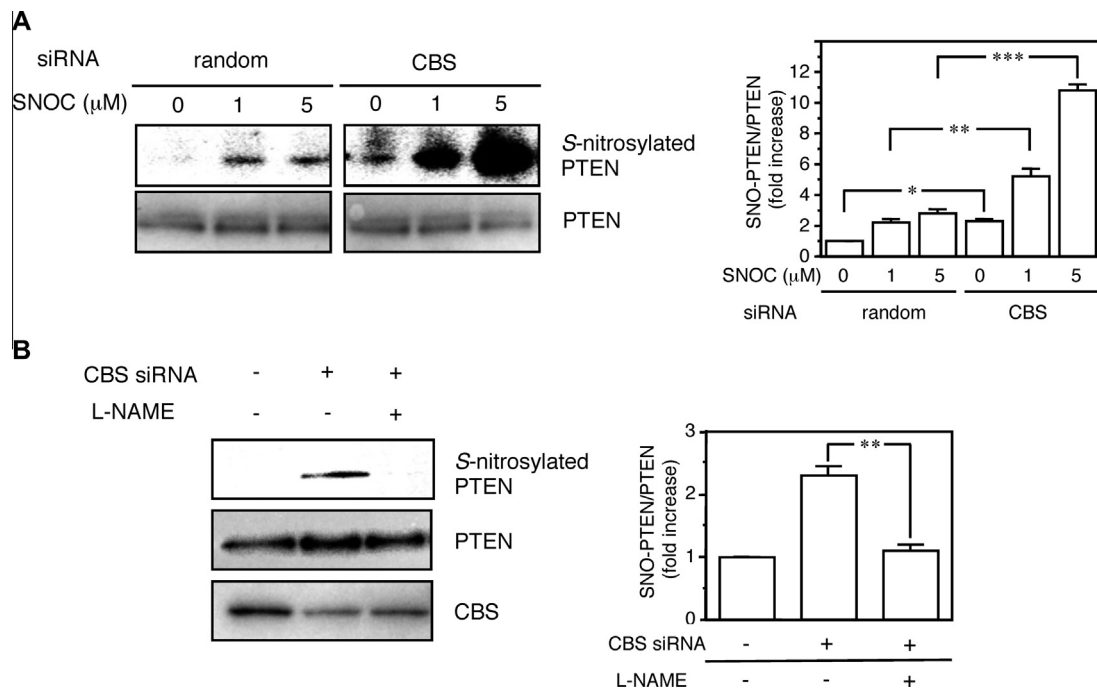 A
siRNA random CBS
SNOC (μM) 0 1 5 0 1 5
S-nitrosylated
PTEN
PTEN
SNO-PTEN/PTEN
(fold increase)
12
10
8
6
4
2
0
*
**
***
SNOC (μM) 0 1 5 0 1 5
siRNA random CBS
B
CBS siRNA - + +
L-NAME - - +
S-nitrosylated
PTEN
PTEN
CBS
SNO-PTEN/PTEN
(fold increase)
3
2
1
0
**
CBS siRNA - + +
L-NAME - - +